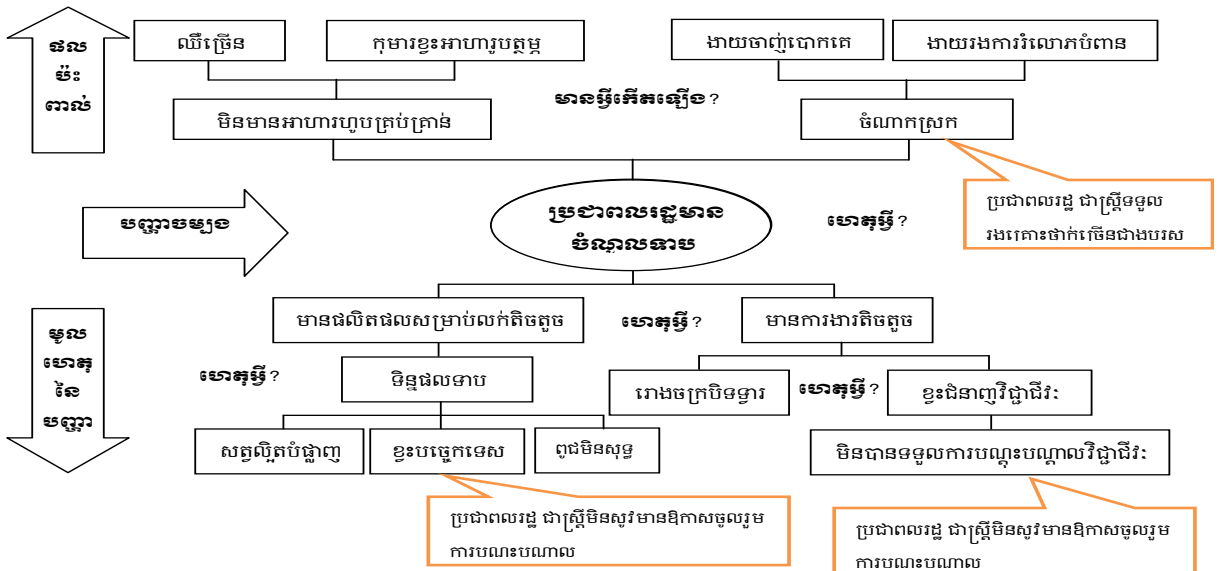 ផល
ប៉ះ
ពាល់
ឈឺច្រើន
កុមារខ្វះអាហារូបត្ថម្ភ
ងាយចាញ់បោកគេ
ងាយរងការរំលោភបំពាន
មានអ្វីកើតឡើង?
មិនមានអាហារហូបគ្រប់គ្រាន់
ចំណាកស្រុក
ប្រជាពលរដ្ឋ ជាស្ត្រីទទួល
រងគ្រោះថាក់ច្រើនជាងបុរស
បញ្ហាចម្បង
ប្រជាពលរដ្ឋមាន
ចំណូលទាប
ហេតុអ្វី?
មូល
ហេតុ
នៃ
បញ្ហា
មានផលិតផលសម្រាប់លក់តិចតួច
ហេតុអ្វី?
មានការងារតិចតួច
ហេតុអ្វី?
ទិន្នផលទាប
រោងចក្របិទទ្វារ
ហេតុអ្វី?
ខ្វះជំនាញវិជ្ជាជីវៈ
សត្វល្អិតបំផ្លាញ
ខ្វះបច្ចេកទេស
ពូជមិនសុទ្ធ
មិនបានទទួលការបណ្តុះបណ្តាលវិជ្ជាជីវៈ
ប្រជាពលរដ្ឋ ជាស្ត្រីមិនសូវមានឱកាសចូលរួម
ការបណ្តុះបណ្តាល
ប្រជាពលរដ្ឋ ជាស្ត្រីមិនសូវមានឱកាសចូលរួម
ការបណ្តុះបណ្តាល